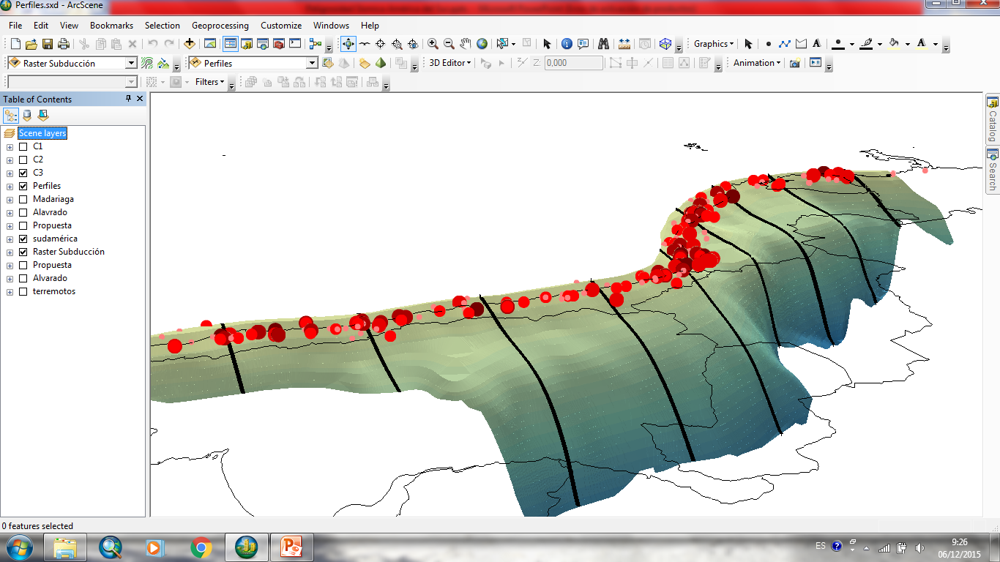 Perfiles.sxd - ArcScene
File Edit View Bookmarks Selection Geoprocessing Customize Windows Help
Graphics
Raster Subducción Perfiles 3D Editor Z: 0,000 Animation
Filters
Table of Contents
Scene layers
C1
C2
C3
Perfiles
Madariaga
Alavrado
Propuesta
sudamérica
Raster Subducción
Propuesta
Alvarado
terremotos
Catalog
Search
0 features selected
ES 9:26
06/12/2015